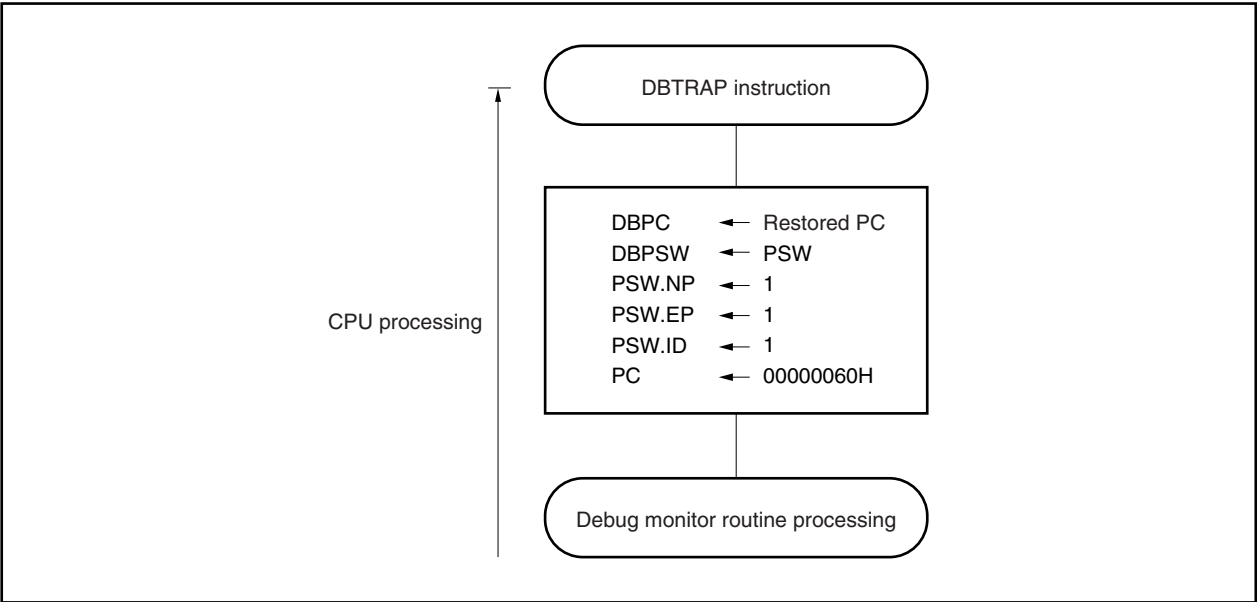 DBTRAP instruction
DBPC ← Restored PC
DBPSW ← PSW
PSW.NP ← 1
PSW.EP ← 1
PSW.ID ← 1
PC ← 00000060H
CPU processing
Debug monitor routine processing